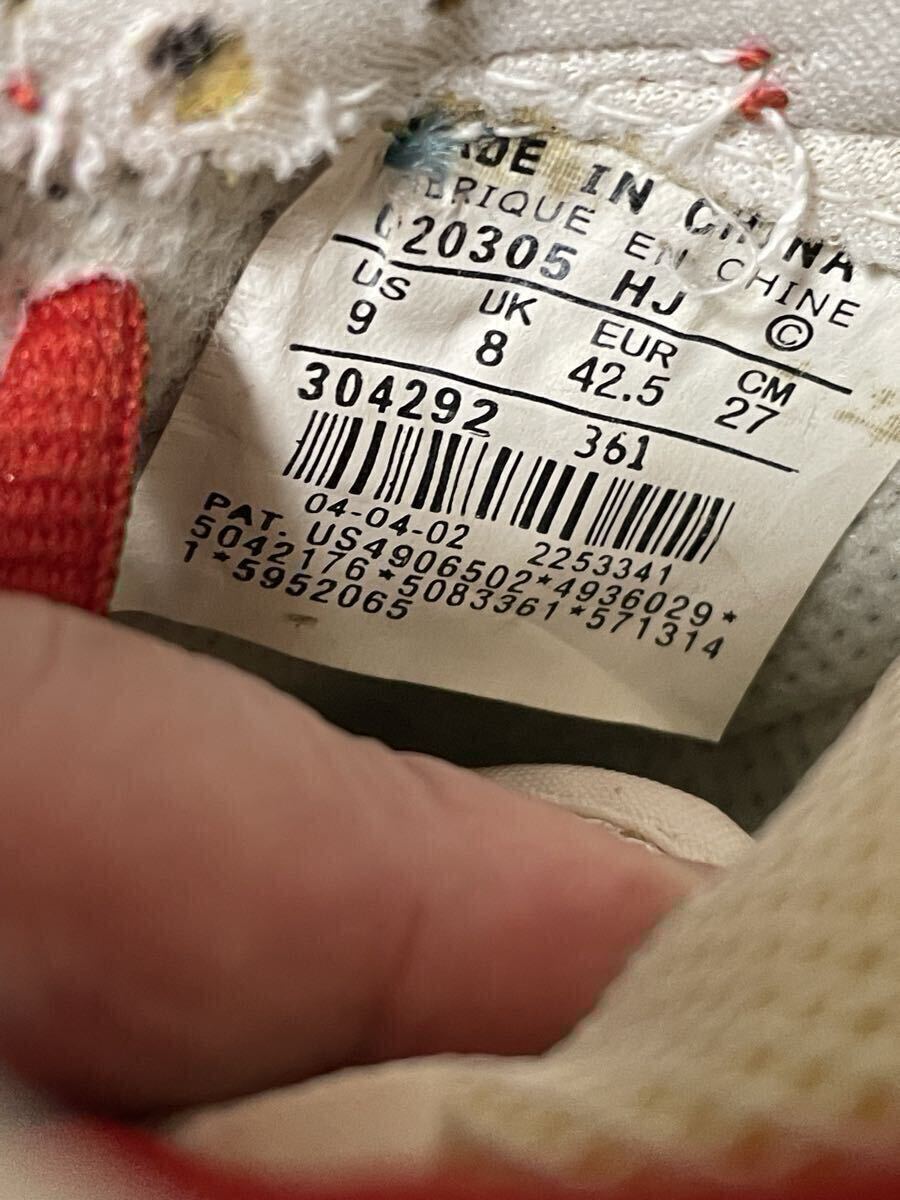 MADE IN CHINA
FABRIQUE EN CHINE
020305 HJ ©
US UK EUR CM
9 8 42.5 27
304292 361
04-04-02 2253341
PAT. US4906502*4936029*
5042176*5083361*571314
1*5952065